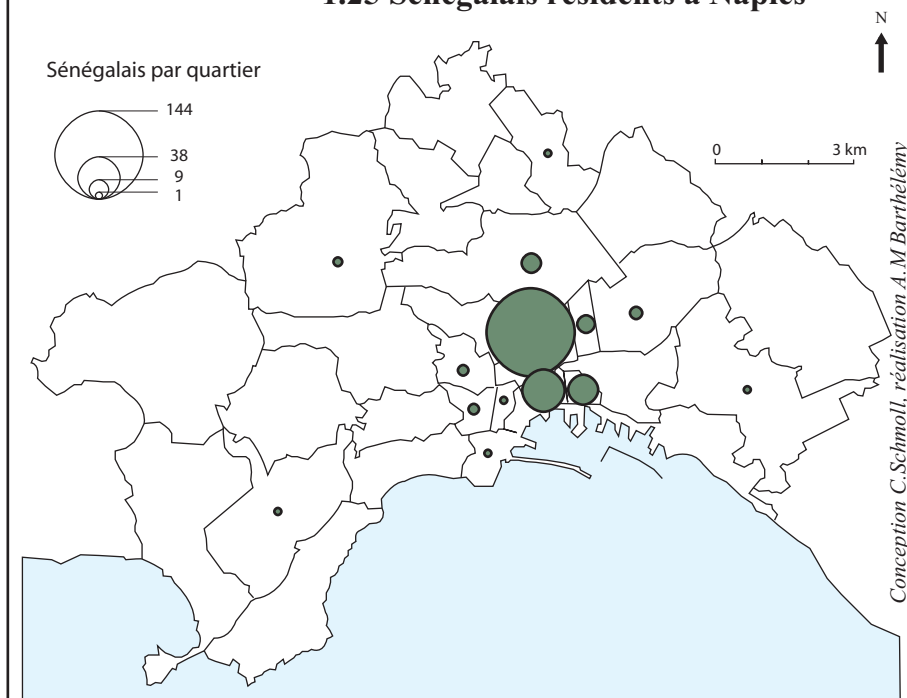 1.25 Sénégalais résidents à Naples
N
Sénégalais par quartier
144
38
9
1
0 3 km
Conception C.Schmoll, réalisation A.M Barthélémy